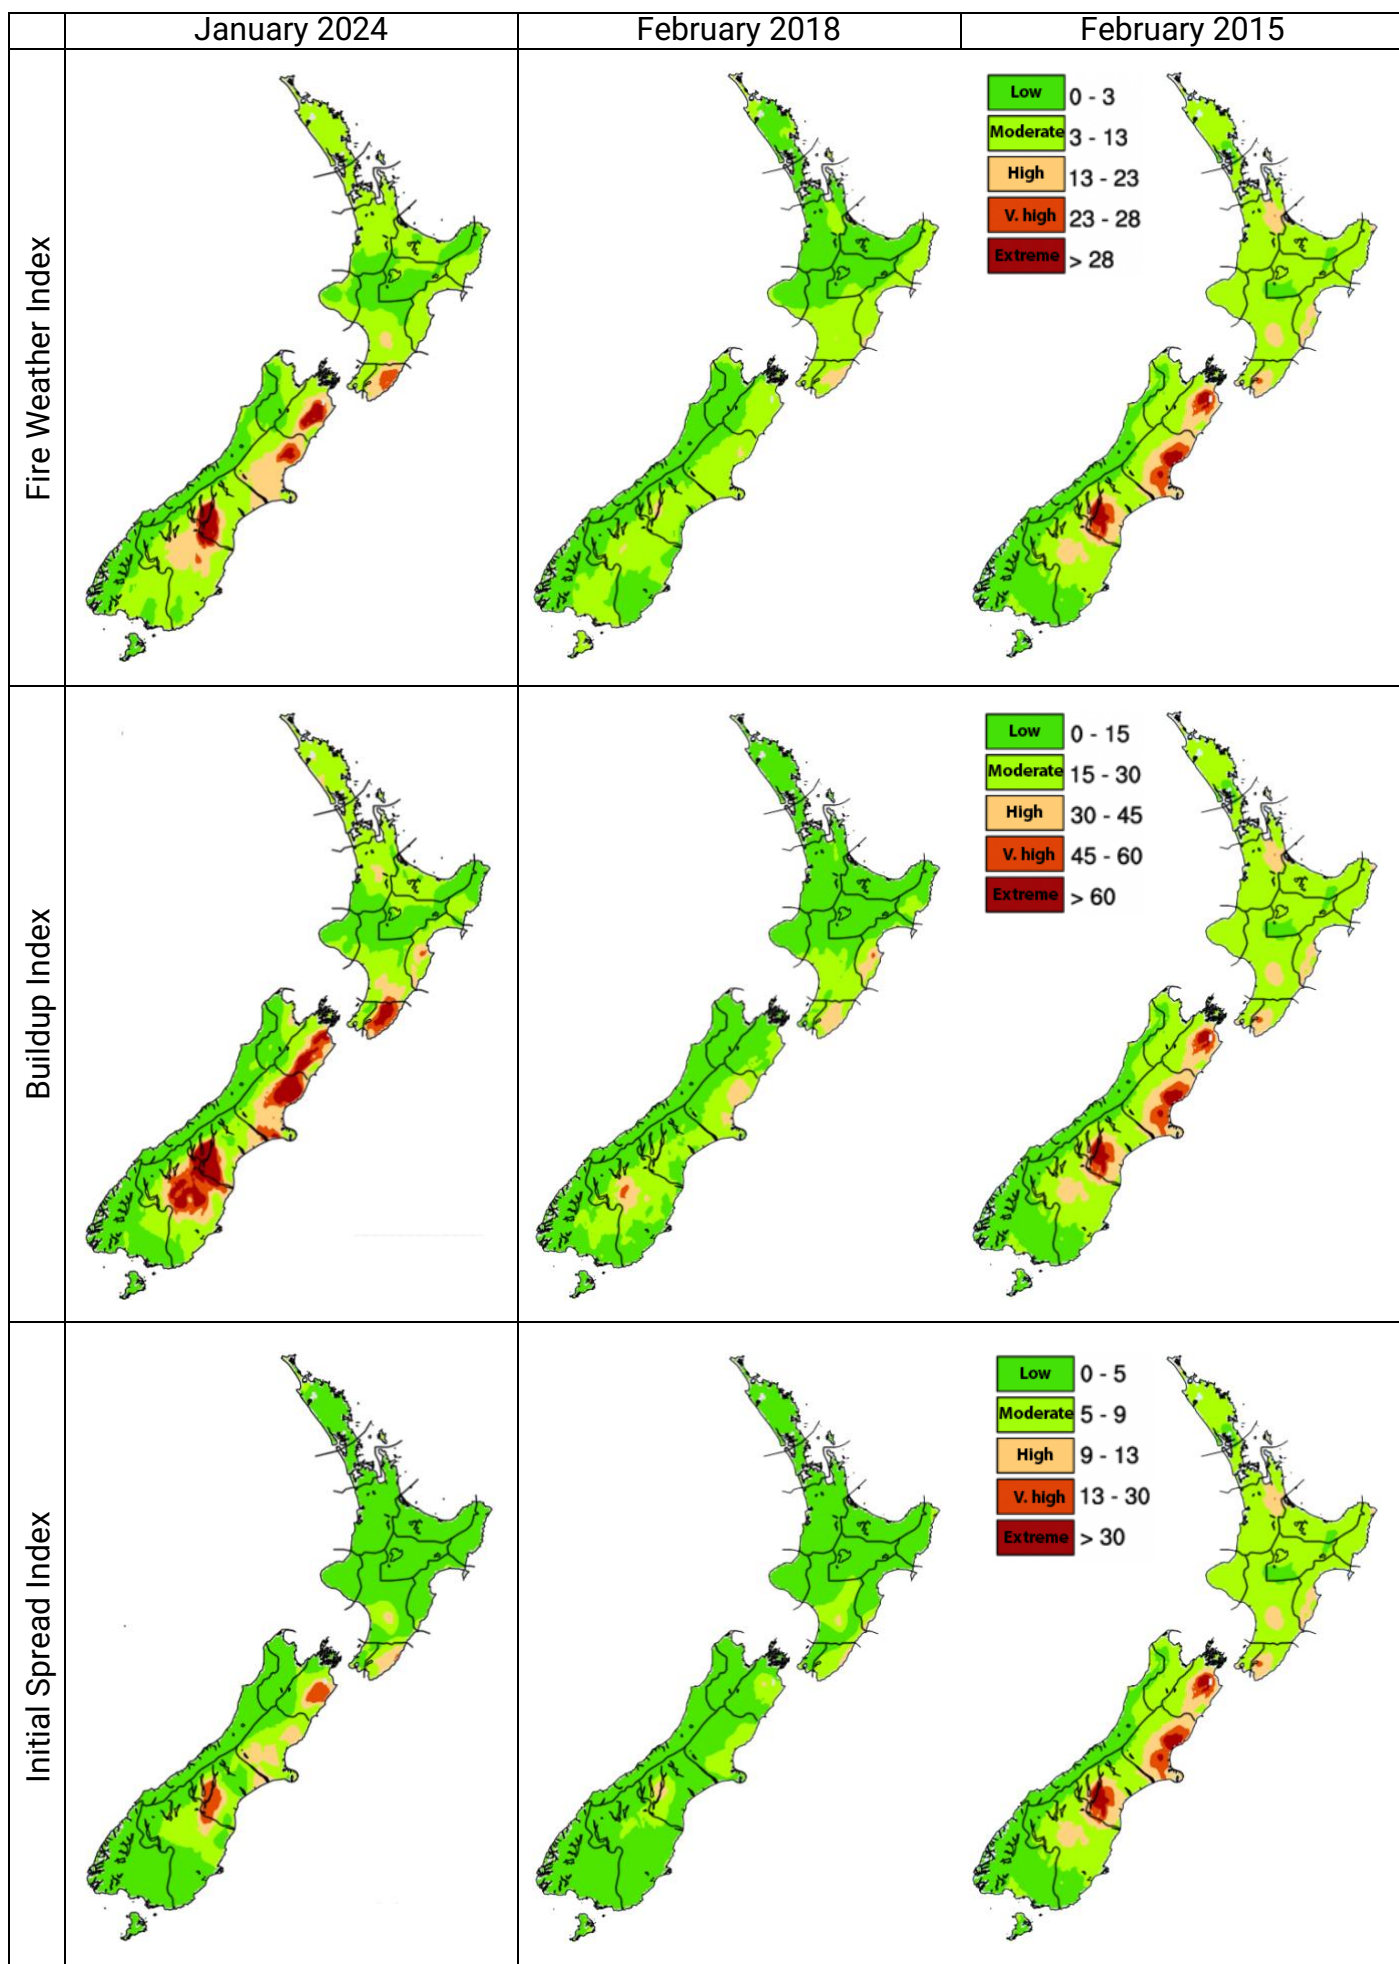 January 2024
February 2018
February 2015
Fire Weather Index
Low 0 - 3
Moderate 3 - 13
High 13 - 23
V. high 23 - 28
Extreme > 28
Buildup Index
Low 0 - 15
Moderate 15 - 30
High 30 - 45
V. high 45 - 60
Extreme > 60
Initial Spread Index
Low 0 - 5
Moderate 5 - 9
High 9 - 13
V. high 13 - 30
Extreme > 30